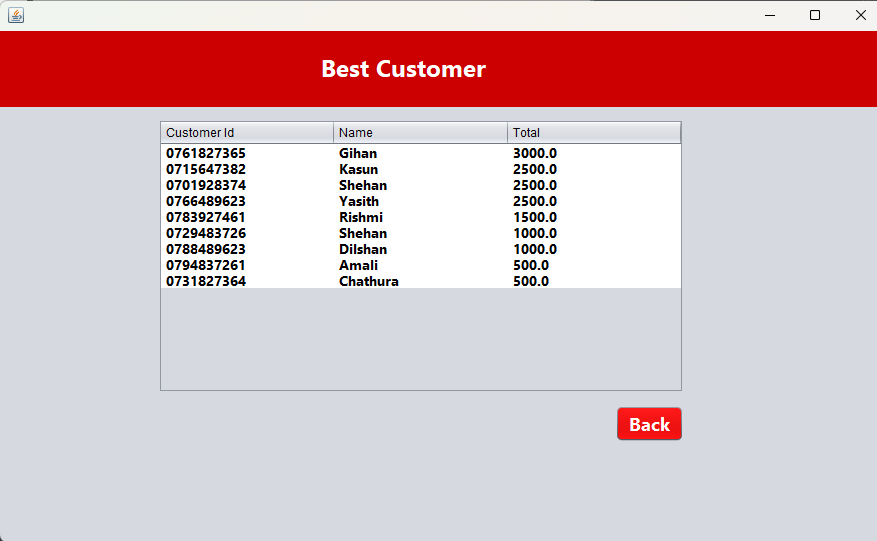 Best Customer
Customer Id Name Total
0761827365 Gihan 3000.0
0715647382 Kasun 2500.0
0701928374 Shehan 2500.0
0766489623 Yasith 2500.0
0783927461 Rishmi 1500.0
0729483726 Shehan 1000.0
0788489623 Dilshan 1000.0
0794837261 Amali 500.0
0731827364 Chathura 500.0
Back